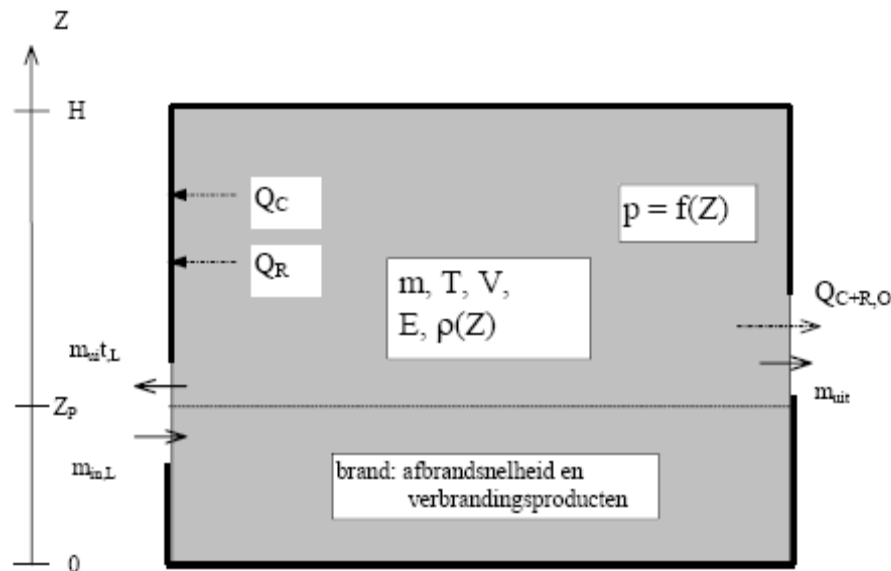 Z
H
Q_C
p = f(Z)
Q_R
m, T, V,
E, ρ(Z)
Q_C+R,O
m_uit,L
m_uit
Z_P
m_in,L
brand: afbrandsnelheid en
verbrandingsproducten
0